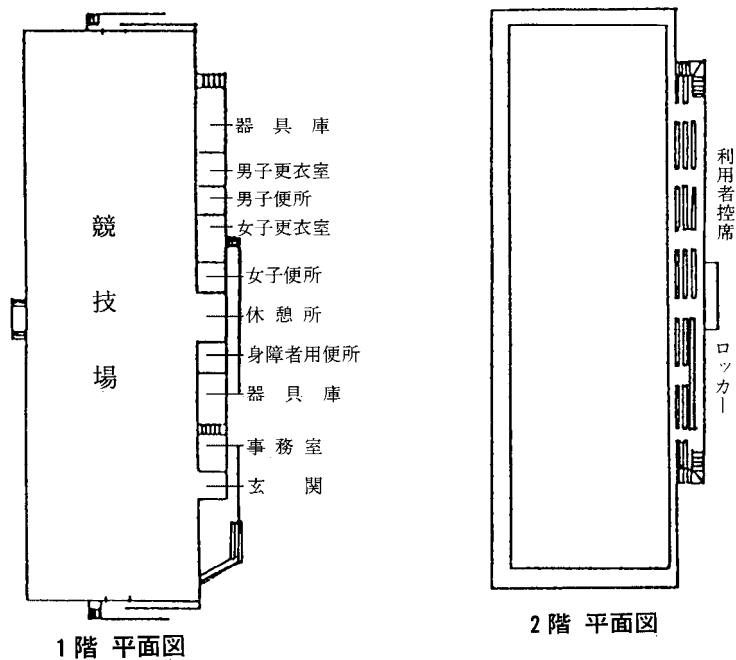 競技場
器具庫
男子更衣室
男子便所
女子更衣室
女子便所
休憩所
身障者用便所
器具庫
事務室
玄関
1階 平面図
利用者控席
ロッカー
2階 平面図